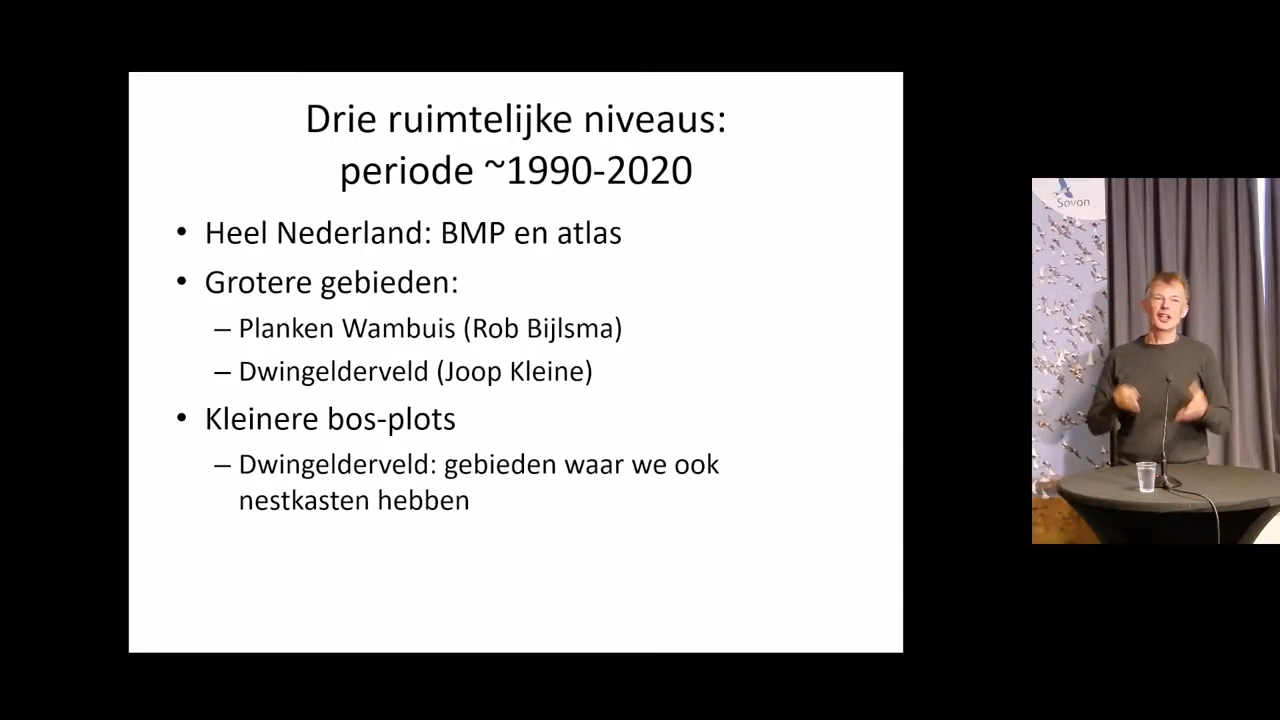 Drie ruimtelijke niveaus:
periode ~1990-2020
• Heel Nederland: BMP en atlas
• Grotere gebieden:
– Planken Wambuis (Rob Bijlsma)
– Dwingelderveld (Joop Kleine)
• Kleinere bos-plots
– Dwingelderveld: gebieden waar we ook
nestkasten hebben
Sovon